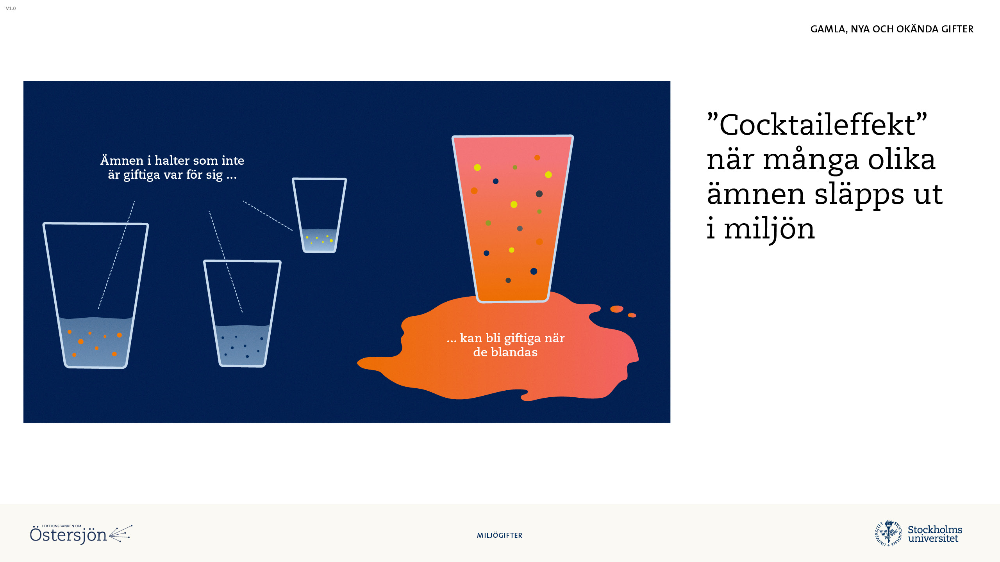 V1.0
GAMLA, NYA OCH OKÄNDA GIFTER
Ämnen i halter som inte
är giftiga var för sig ...
... kan bli giftiga när
de blandas
”Cocktaileffekt”
när många olika
ämnen släpps ut
i miljön
LEKTIONSBANKEN OM
Östersjön
MILJÖGIFTER
STOCKHOLMS UNIVERSITET
Stockholms
universitet